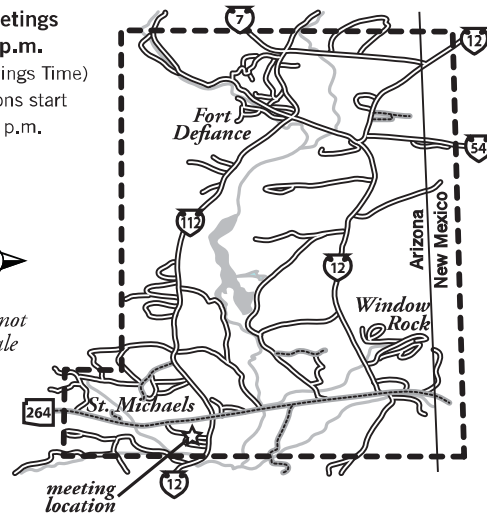 etings
p.m.
ings Time)
ons start
p.m.
not
le
7
12
54
Fort
Defiance
112
12
Arizona
New Mexico
Window
Rock
264
St. Michaels
12
meeting
location